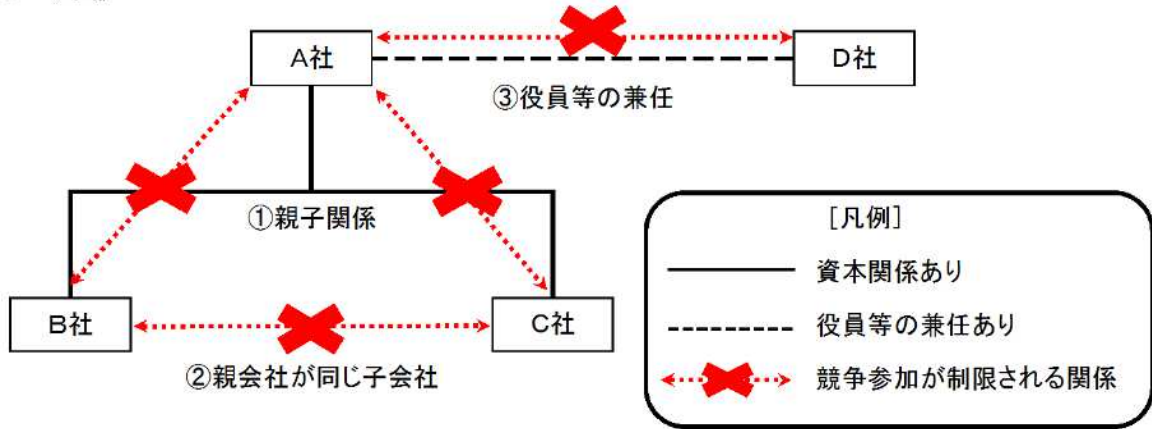 A社
D社
③役員等の兼任
①親子関係
[凡例]
資本関係あり
B社
C社
役員等の兼任あり
②親会社が同じ子会社
競争参加が制限される関係